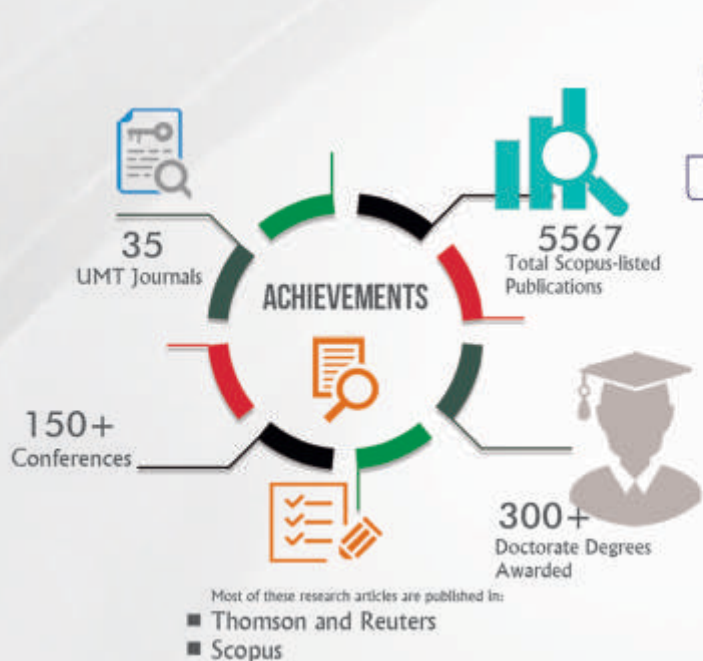 35
UMT Journals
5567
Total Scopus-listed
Publications
ACHIEVEMENTS
150+
Conferences
300+
Doctorate Degrees
Awarded
Most of these research articles are published in:
■ Thomson and Reuters
■ Scopus